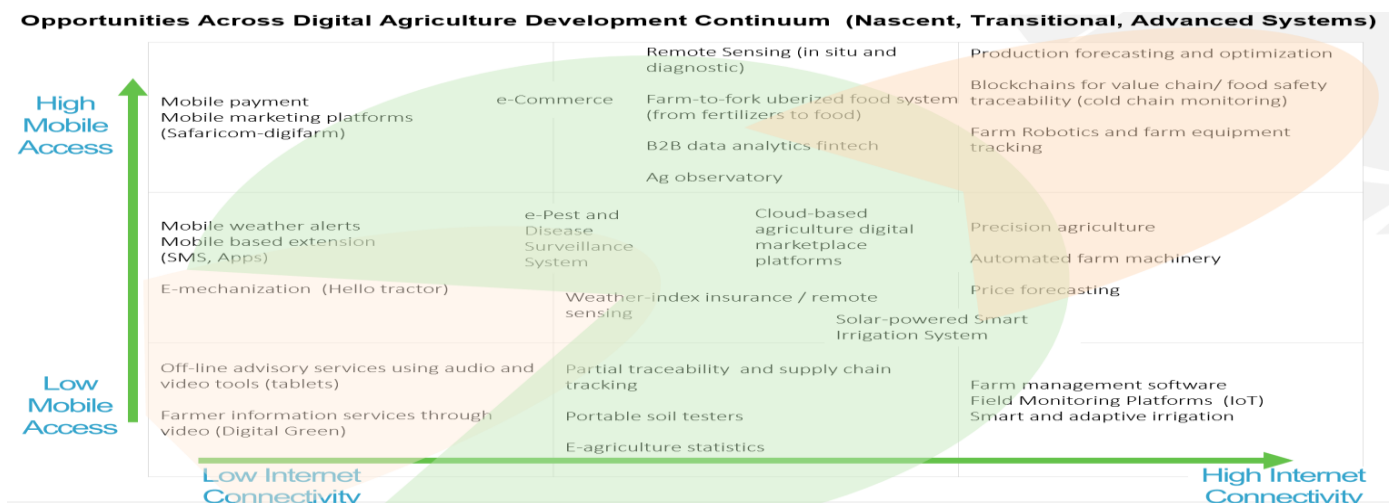 Opportunities Across Digital Agriculture Development Continuum (Nascent, Transitional, Advanced Systems)
High
Mobile
Access
Mobile payment
Mobile marketing platforms
(Safaricom-digifarm)
e-Commerce
Remote Sensing (in situ and
diagnostic)
Farm-to-fork uberized food system
(from fertilizers to food)
B2B data analytics fintech
Ag observatory
Production forecasting and optimization
Blockchains for value chain/ food safety
traceability (cold chain monitoring)
Farm Robotics and farm equipment
tracking
Mobile weather alerts
Mobile based extension
(SMS, Apps)
E-mechanization (Hello tractor)
e-Pest and
Disease
Surveillance
System
Cloud-based
agriculture digital
marketplace
platforms
Weather-index insurance / remote
sensing
Solar-powered Smart
Irrigation System
Precision agriculture
Automated farm machinery
Price forecasting
Low
Mobile
Access
Off-line advisory services using audio and
video tools (tablets)
Farmer information services through
video (Digital Green)
Partial traceability and supply chain
tracking
Portable soil testers
E-agriculture statistics
Farm management software
Field Monitoring Platforms (IoT)
Smart and adaptive irrigation
Low Internet
Connectivity
High Internet
Connectivity